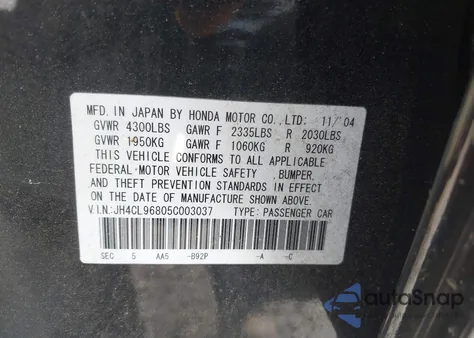 MFD. IN JAPAN BY HONDA MOTOR CO.,LTD: 11/'04
GVWR 4300LBS GAWR F 2335LBS R 2030LBS
GVWR 1950KG GAWR F 1060KG R 920KG
THIS VEHICLE CONFORMS TO ALL APPLICABLE
FEDERAL MOTOR VEHICLE SAFETY ,BUMPER,
AND THEFT PREVENTION STANDARDS IN EFFECT
ON THE DATE OF MANUFACTURE SHOWN ABOVE.
V.I.N:JH4CL96805C003037 TYPE: PASSENGER CAR
SEC 5 AA5 -B92P -A -C
autoSnap